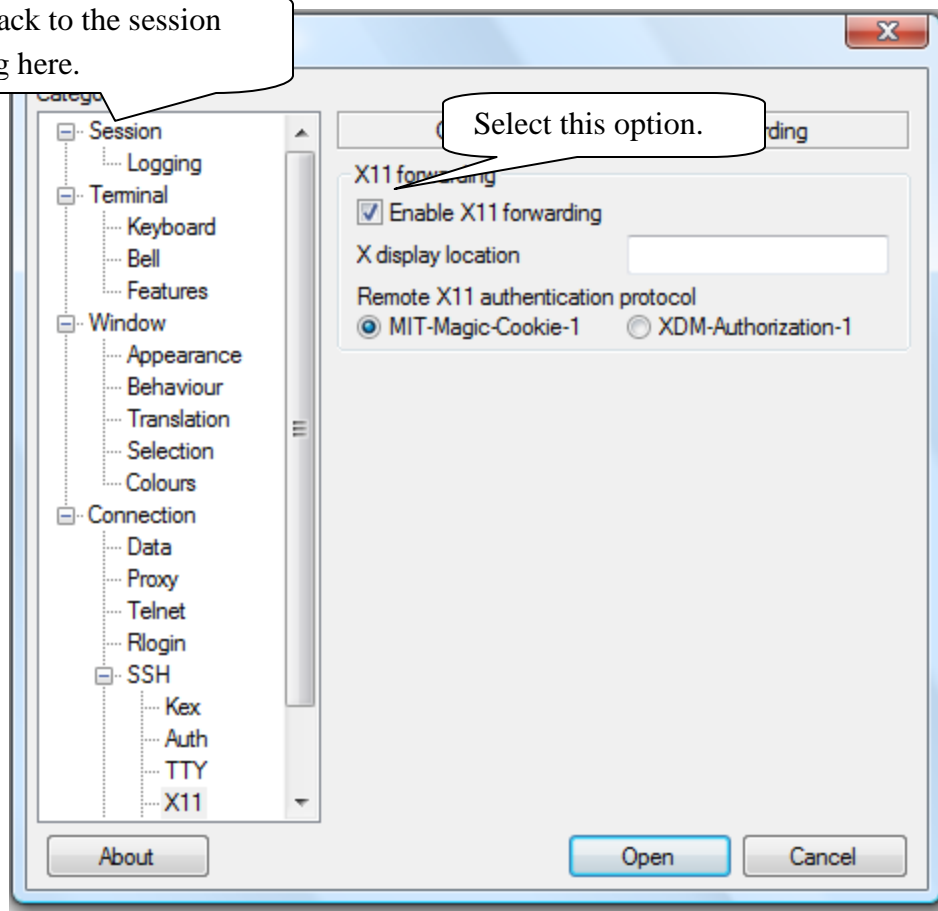 ack to the session
g here.
Select this option.
rding
Session
Logging
Terminal
Keyboard
Bell
Features
Window
Appearance
Behaviour
Translation
Selection
Colours
Connection
Data
Proxy
Telnet
Rlogin
SSH
Kex
Auth
TTY
X11
X11 forwarding
Enable X11 forwarding
X display location
Remote X11 authentication protocol
MIT-Magic-Cookie-1
XDM-Authorization-1
About
Open
Cancel